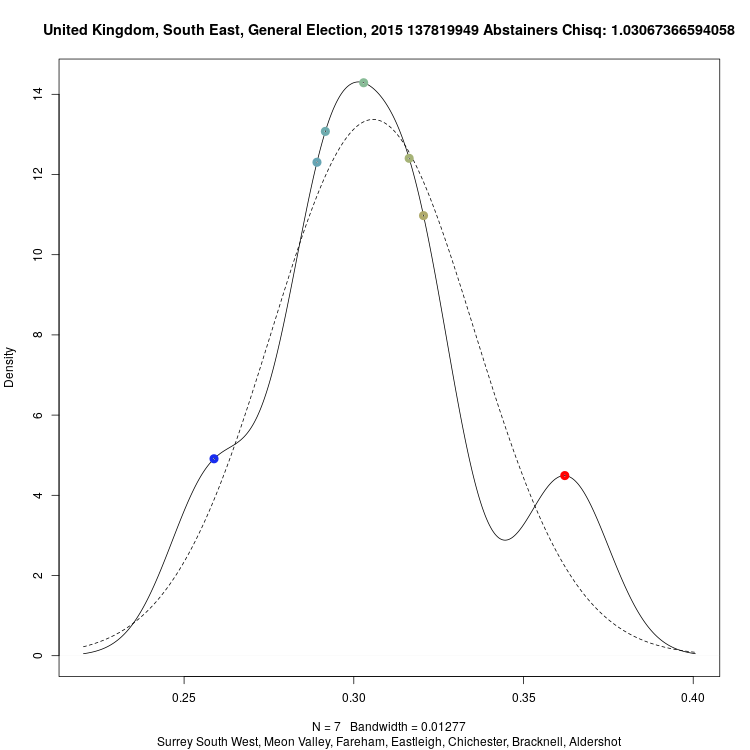 United Kingdom, South East, General Election, 2015 137819949 Abstainers Chisq: 1.03067366594058
Density
14
12
10
8
6
4
2
0
0.25 0.30 0.35 0.40
N = 7 Bandwidth = 0.01277
Surrey South West, Meon Valley, Fareham, Eastleigh, Chichester, Bracknell, Aldershot